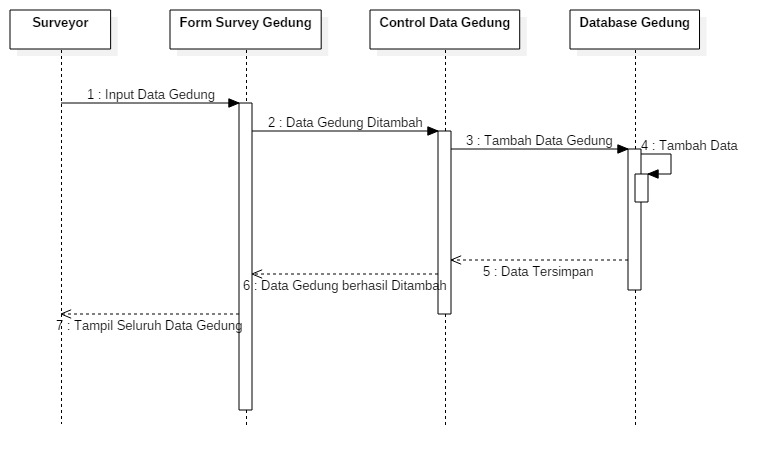 Surveyor
Form Survey Gedung
Control Data Gedung
Database Gedung
1 : Input Data Gedung
2 : Data Gedung Ditambah
3 : Tambah Data Gedung
4 : Tambah Data
5 : Data Tersimpan
6 : Data Gedung berhasil Ditambah
7 : Tampil Seluruh Data Gedung